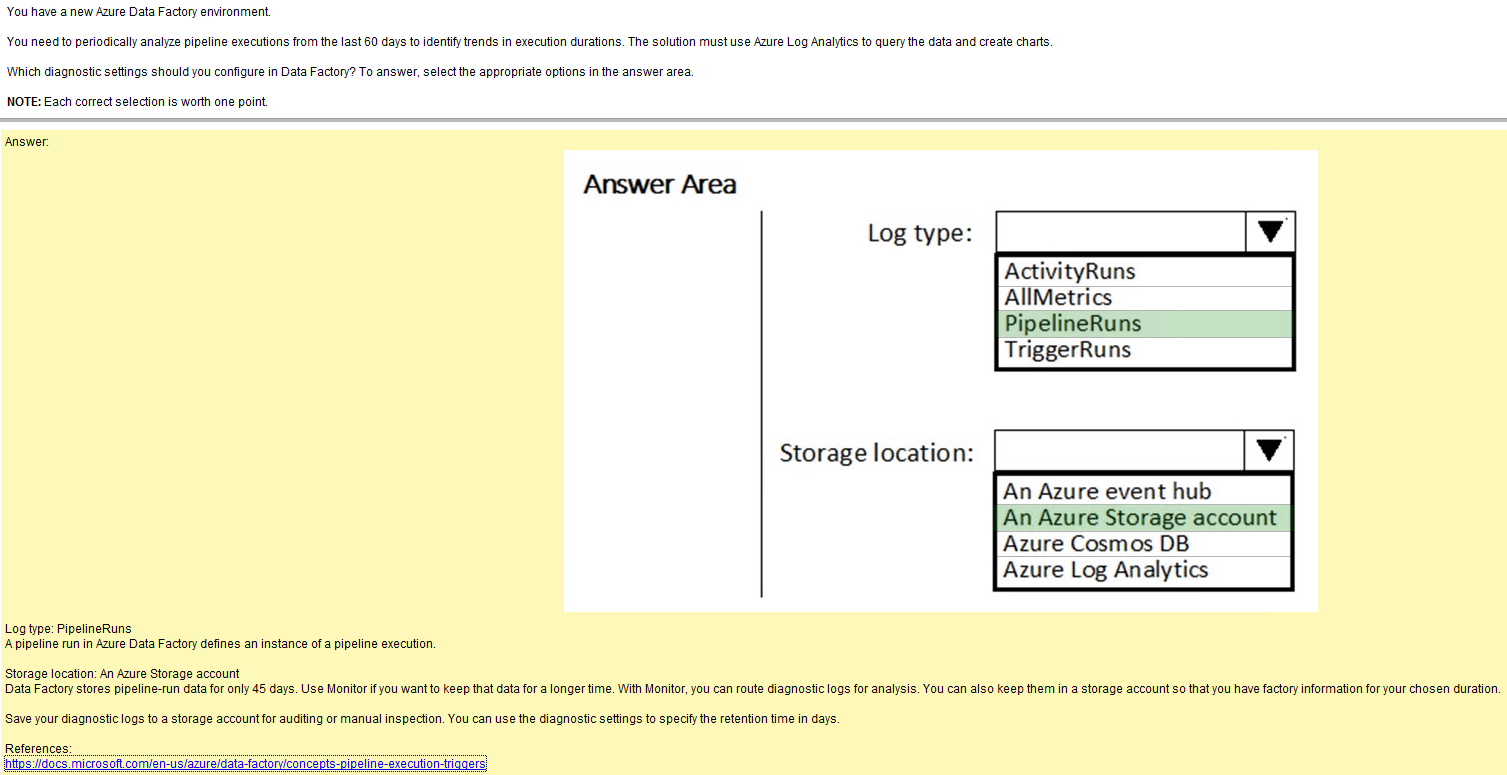 You have a new Azure Data Factory environment.
You need to periodically analyze pipeline executions from the last 60 days to identify trends in execution durations. The solution must use Azure Log Analytics to query the data and create charts.
Which diagnostic settings should you configure in Data Factory? To answer, select the appropriate options in the answer area.
NOTE: Each correct selection is worth one point.
Answer:
Answer Area
Log type:
ActivityRuns
AllMetrics
PipelineRuns
TriggerRuns
Storage location:
An Azure event hub
An Azure Storage account
Azure Cosmos DB
Azure Log Analytics
Log type: PipelineRuns
A pipeline run in Azure Data Factory defines an instance of a pipeline execution.
Storage location: An Azure Storage account
Data Factory stores pipeline-run data for only 45 days. Use Monitor if you want to keep that data for a longer time. With Monitor, you can route diagnostic logs for analysis. You can also keep them in a storage account so that you have factory information for your chosen duration.
Save your diagnostic logs to a storage account for auditing or manual inspection. You can use the diagnostic settings to specify the retention time in days.
References:
https://docs.microsoft.com/en-us/azure/data-factory/concepts-pipeline-execution-triggers